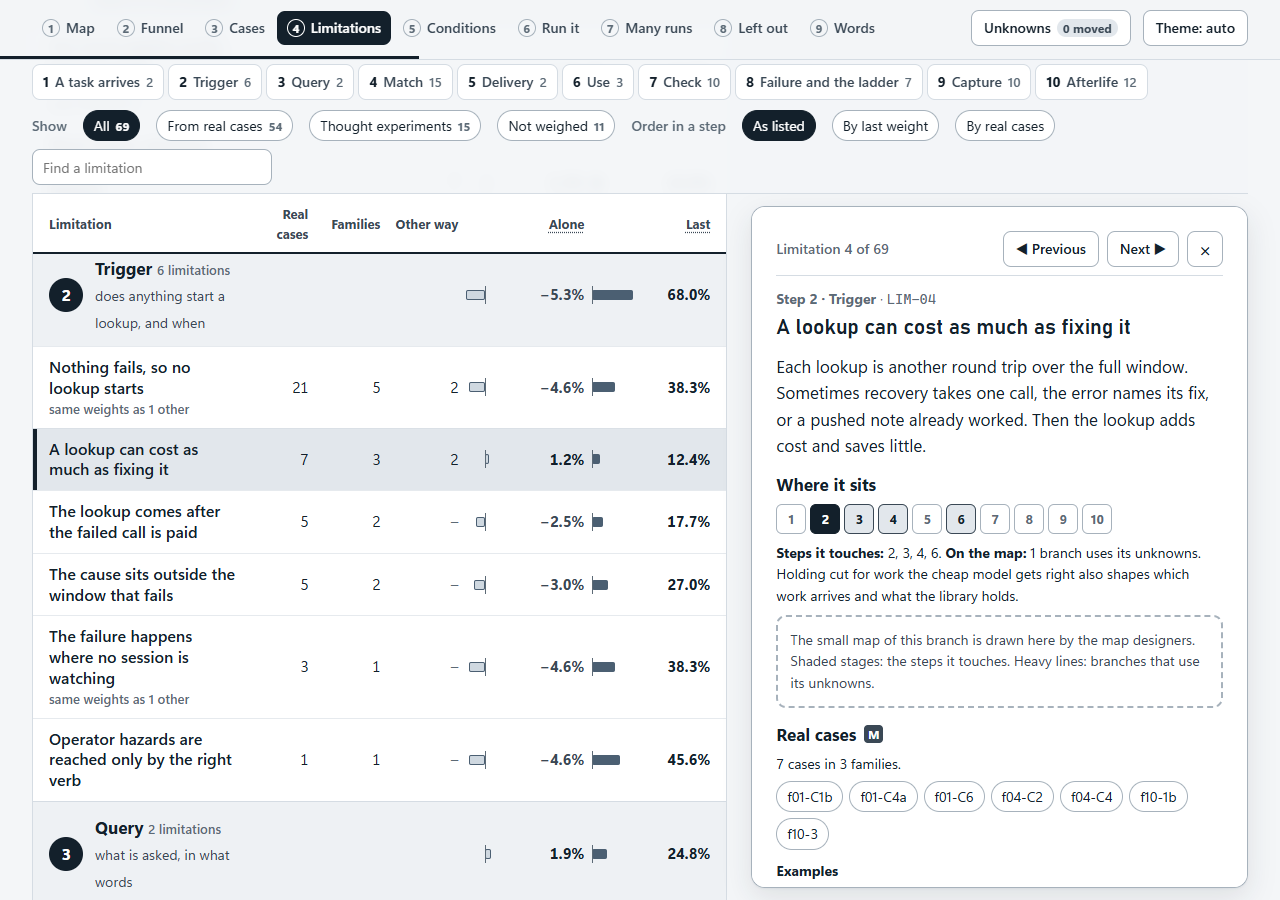 1 Map 2 Funnel 3 Cases 4 Limitations 5 Conditions 6 Run it 7 Many runs 8 Left out 9 Words Unknowns 0 moved Theme: auto
1 A task arrives 2 2 Trigger 6 3 Query 2 4 Match 15 5 Delivery 2 6 Use 3 7 Check 10 8 Failure and the ladder 7 9 Capture 10 10 Afterlife 12
Show All 69 From real cases 54 Thought experiments 15 Not weighed 11 Order in a step As listed By last weight By real cases
Find a limitation
Limitation Real cases Families Other way Alone Last
2 Trigger 6 limitations
does anything start a
lookup, and when
−5.3% 68.0%
Nothing fails, so no
lookup starts
same weights as 1 other
21 5 2 −4.6% 38.3%
A lookup can cost as
much as fixing it
7 3 2 1.2% 12.4%
The lookup comes after
the failed call is paid
5 2 – −2.5% 17.7%
The cause sits outside the
window that fails
5 2 – −3.0% 27.0%
The failure happens
where no session is
watching
same weights as 1 other
3 1 – −4.6% 38.3%
Operator hazards are
reached only by the right
verb
1 1 – −4.6% 45.6%
3 Query 2 limitations
what is asked, in what
words
1.9% 24.8%
Limitation 4 of 69 ◀ Previous Next ▶ ×
Step 2 · Trigger · LIM-04
A lookup can cost as much as fixing it
Each lookup is another round trip over the full window.
Sometimes recovery takes one call, the error names its fix,
or a pushed note already worked. Then the lookup adds
cost and saves little.
Where it sits
1 2 3 4 5 6 7 8 9 10
Steps it touches: 2, 3, 4, 6. On the map: 1 branch uses its unknowns.
Holding cut for work the cheap model gets right also shapes which
work arrives and what the library holds.
The small map of this branch is drawn here by the map designers.
Shaded stages: the steps it touches. Heavy lines: branches that use
its unknowns.
Real cases M
7 cases in 3 families.
f01-C1b f01-C4a f01-C6 f04-C2 f04-C4 f10-1b
f10-3
Examples